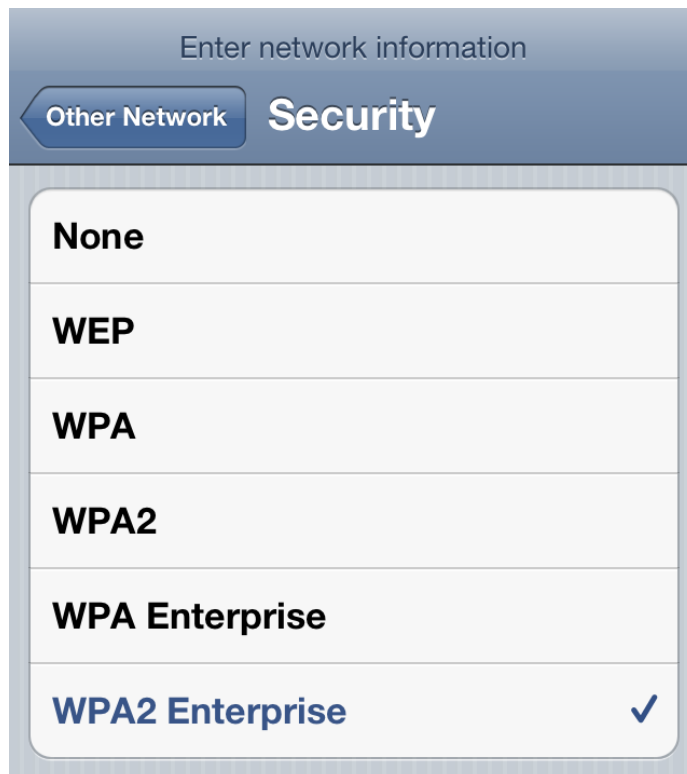 Enter network information
Other Network
Security
None
WEP
WPA
WPA2
WPA Enterprise
WPA2 Enterprise